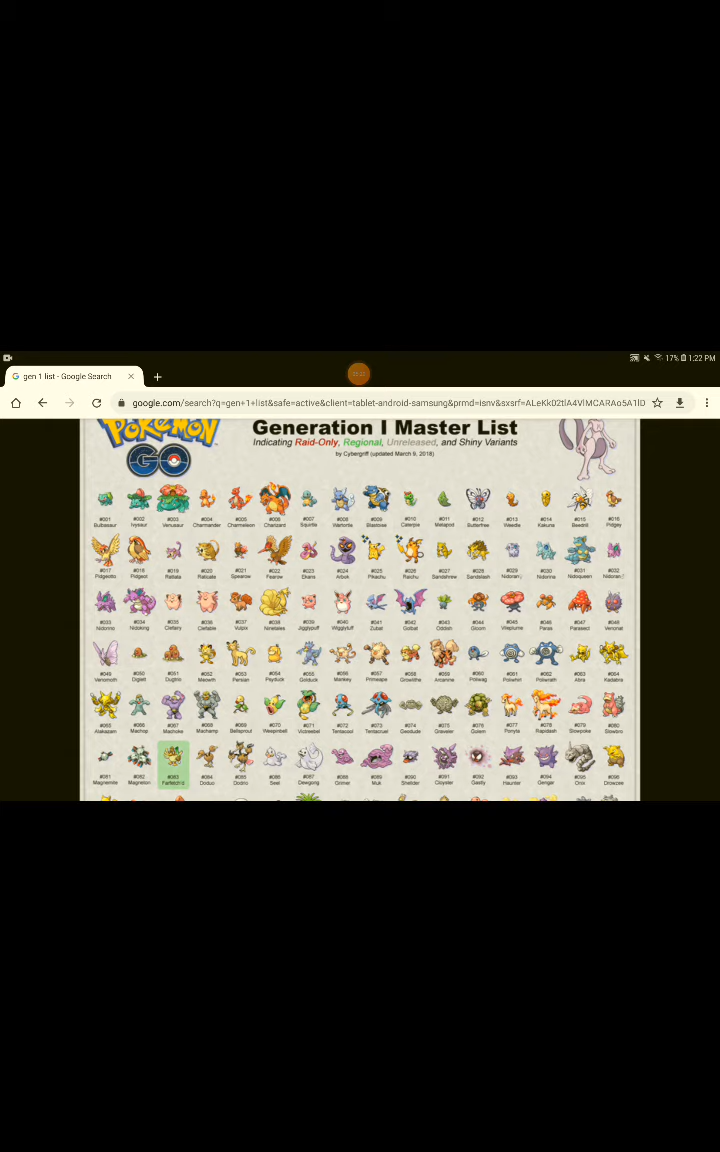 17% 1:22 PM
gen 1 list - Google Search
google.com/search?q=gen+1+list&safe=active&client=tablet-android-samsung&prmd=isnv&sxsrf=
POKÉMON
GO
Generation I Master List
Indicating Raid-Only, Regional, Unreleased, and Shiny Variants
by Cybergriff (updated March 9, 2018)
#001 #002 #003 #004 #005 #006 #007 #008 #009 #010 #011 #012 #013 #014 #015 #016
Bulbasaur Ivysaur Venusaur Charmander Charmeleon Charizard Squirtle Wartortle Blastoise Caterpie Metapod Butterfree Weedle Kakuna Beedrill Pidgey
#017 #018 #019 #020 #021 #022 #023 #024 #025 #026 #027 #028 #029 #030 #031 #032
Pidgeotto Pidgeot Rattata Raticate Spearow Fearow Ekans Arbok Pikachu Raichu Sandshrew Sandslash Nidoran♀ Nidorina Nidoqueen Nidoran♂
#033 #034 #035 #036 #037 #038 #039 #040 #041 #042 #043 #044 #045 #046 #047 #048
Nidorino Nidoking Clefairy Clefable Vulpix Ninetales Jigglypuff Wigglytuff Zubat Golbat Oddish Gloom Vileplume Paras Parasect Venonat
#049 #050 #051 #052 #053 #054 #055 #056 #057 #058 #059 #060 #061 #062 #063 #064
Venomoth Diglett Dugtrio Meowth Persian Psyduck Golduck Mankey Primeape Growlithe Arcanine Poliwag Poliwhirl Poliwrath Abra Kadabra
#065 #066 #067 #068 #069 #070 #071 #072 #073 #074 #075 #076 #077 #078 #079 #080
Alakazam Machop Machoke Machamp Bellsprout Weepinbell Victreebel Tentacool Tentacruel Geodude Graveler Golem Ponyta Rapidash Slowpoke Slowbro
#081 #082 #083 #084 #085 #086 #087 #088 #089 #090 #091 #092 #093 #094 #095 #096
Magnemite Magneton Farfetch'd Doduo Dodrio Seel Dewgong Grimer Muk Shellder Cloyster Gastly Haunter Gengar Onix Drowzee